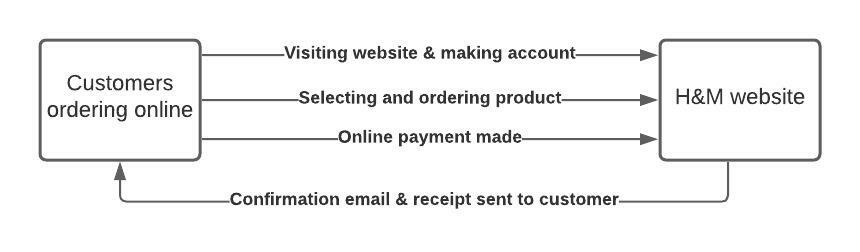 Visiting website & making account
Customers
ordering online
Selecting and ordering product
H&M website
Online payment made
Confirmation email & receipt sent to customer